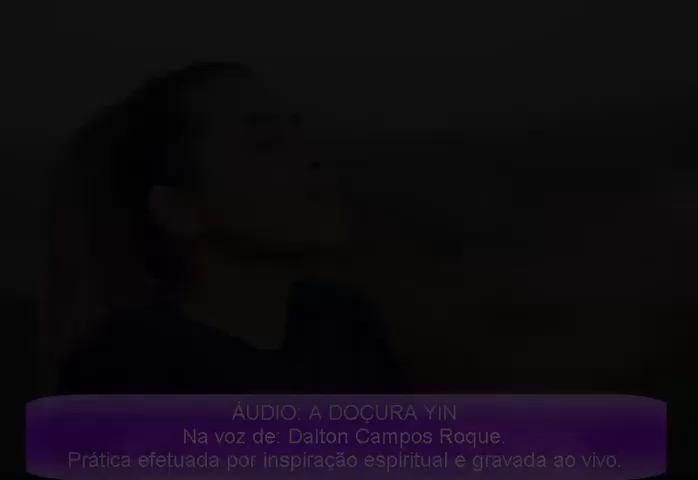 ÁUDIO: A DOÇURA YIN
Na voz de: Dalton Campos Roque.
Prática efetuada por inspiração espiritual e gravada ao vivo.